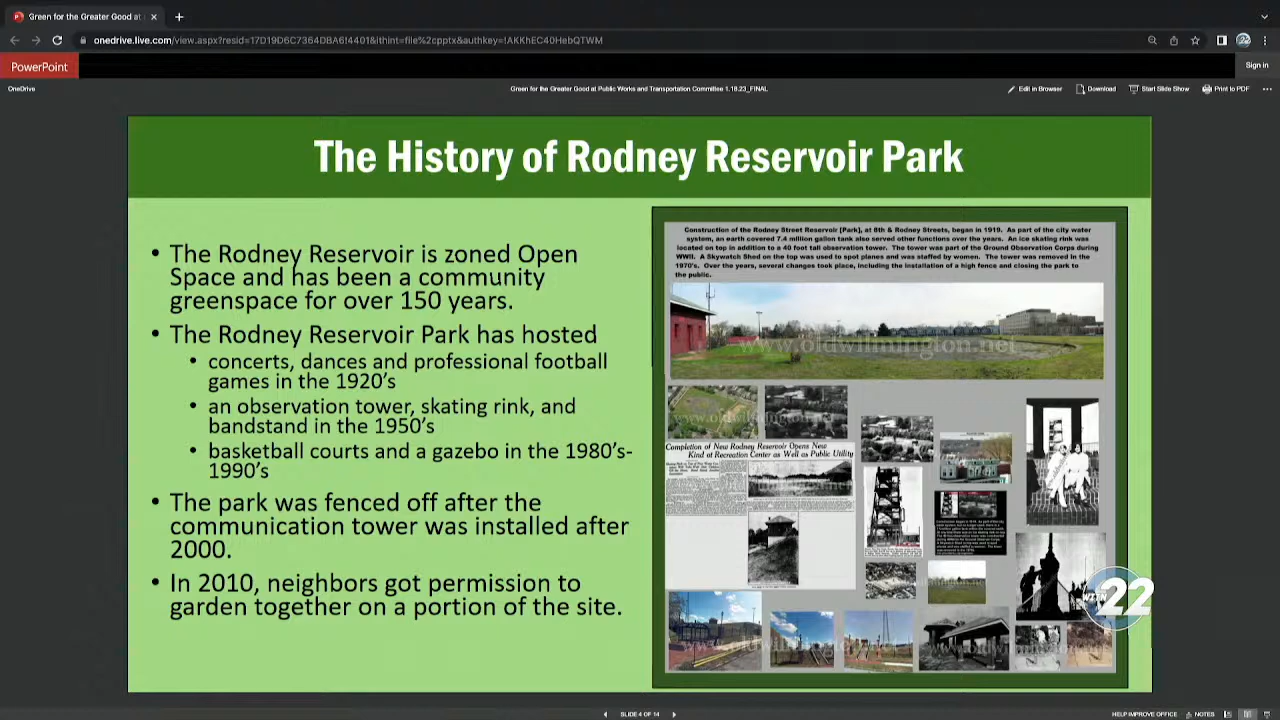 Green for the Greater Good at
onedrive.live.com/view.aspx?resid=17D19D6C7364DBA6!4401&ithint=file%2cpptx&authkey=!AKKhEC40HebQTWM
PowerPoint
Sign in
OneDrive
Green for the Greater Good at Public Works and Transportation Committee 1.18.23_FINAL
Edit in Browser
Download
Start Slide Show
Print to PDF
The History of Rodney Reservoir Park
• The Rodney Reservoir is zoned Open
Space and has been a community
greenspace for over 150 years.
• The Rodney Reservoir Park has hosted
• concerts, dances and professional football
games in the 1920’s
• an observation tower, skating rink, and
bandstand in the 1950’s
• basketball courts and a gazebo in the 1980’s-
1990’s
• The park was fenced off after the
communication tower was installed after
2000.
• In 2010, neighbors got permission to
garden together on a portion of the site.
Construction of the Rodney Street Reservoir [Park], at 8th & Rodney Streets, began in 1919. As part of the city water
system, an earth covered 7.4 million gallon tank also served other functions over the years. An ice skating rink was
located on top in addition to a 40 foot tall observation tower. The tower was part of the Ground Observation Corps during
WWII. A Skywatch Shed on the top was used to spot planes and was staffed by women. The tower was removed in the
1970's. Over the years, several changes took place, including the installation of a high fence and closing the park to
the public.
www.oldwilmington.net
Completion of New Rodney Reservoir Opens New
Kind of Recreation Center as Well as Public Utility
WITN
22
SLIDE 4 OF 14
HELP IMPROVE OFFICE
NOTES